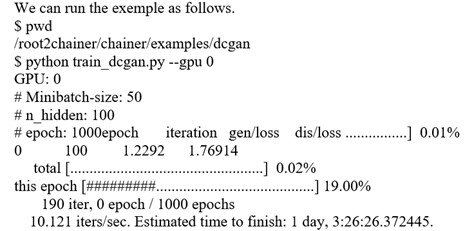 We can run the exemple as follows.
$ pwd
/root2chainer/chainer/examples/dcgan
$ python train_dcgan.py --gpu 0
GPU: 0
# Minibatch-size: 50
# n_hidden: 100
# epoch: 1000epoch iteration gen/loss dis/loss ................] 0.01%
0 100 1.2292 1.76914
total [..................................................] 0.02%
this epoch [#########.........................................] 19.00%
190 iter, 0 epoch / 1000 epochs
10.121 iters/sec. Estimated time to finish: 1 day, 3:26:26.372445.